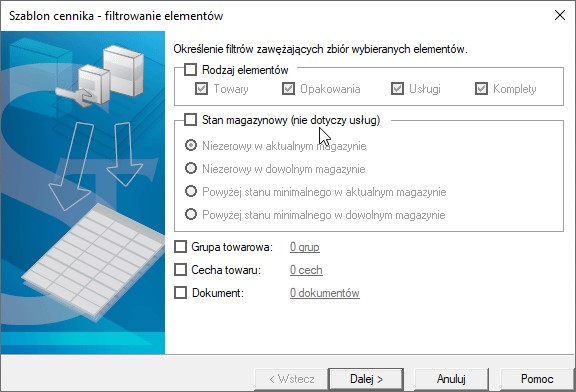 Szablon cennika - filtrowanie elementów
Określenie filtrów zawężających zbiór wybieranych elementów.
Rodzaj elementów
Towary Opakowania Usługi Komplety
Stan magazynowy (nie dotyczy usług)
Niezerowy w aktualnym magazynie
Niezerowy w dowolnym magazynie
Powyżej stanu minimalnego w aktualnym magazynie
Powyżej stanu minimalnego w dowolnym magazynie
Grupa towarowa: 0 grup
Cecha towaru: 0 cech
Dokument: 0 dokumentów
< Wstecz Dalej > Anuluj Pomoc